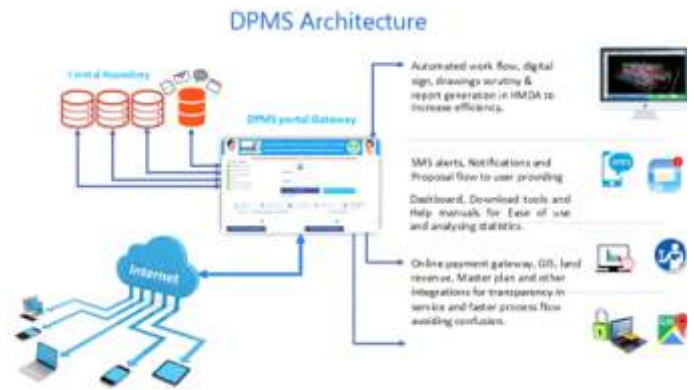 DPMS Architecture
Central Repository
DPMS portal Gateway
Internet
Automated work flow, digital
sign, drawings scrutiny &
report generation in HMDA to
increase efficiency.
SMS alerts, Notifications and
Proposal flow to user providing
Dashboard, Download tools and
Help manuals for Ease of use
and analysing statistics.
Online payment gateway, GIS, land
revenue, Master plan and other
integrations for transparency in
service and faster process flow
avoiding confusion.
SMS